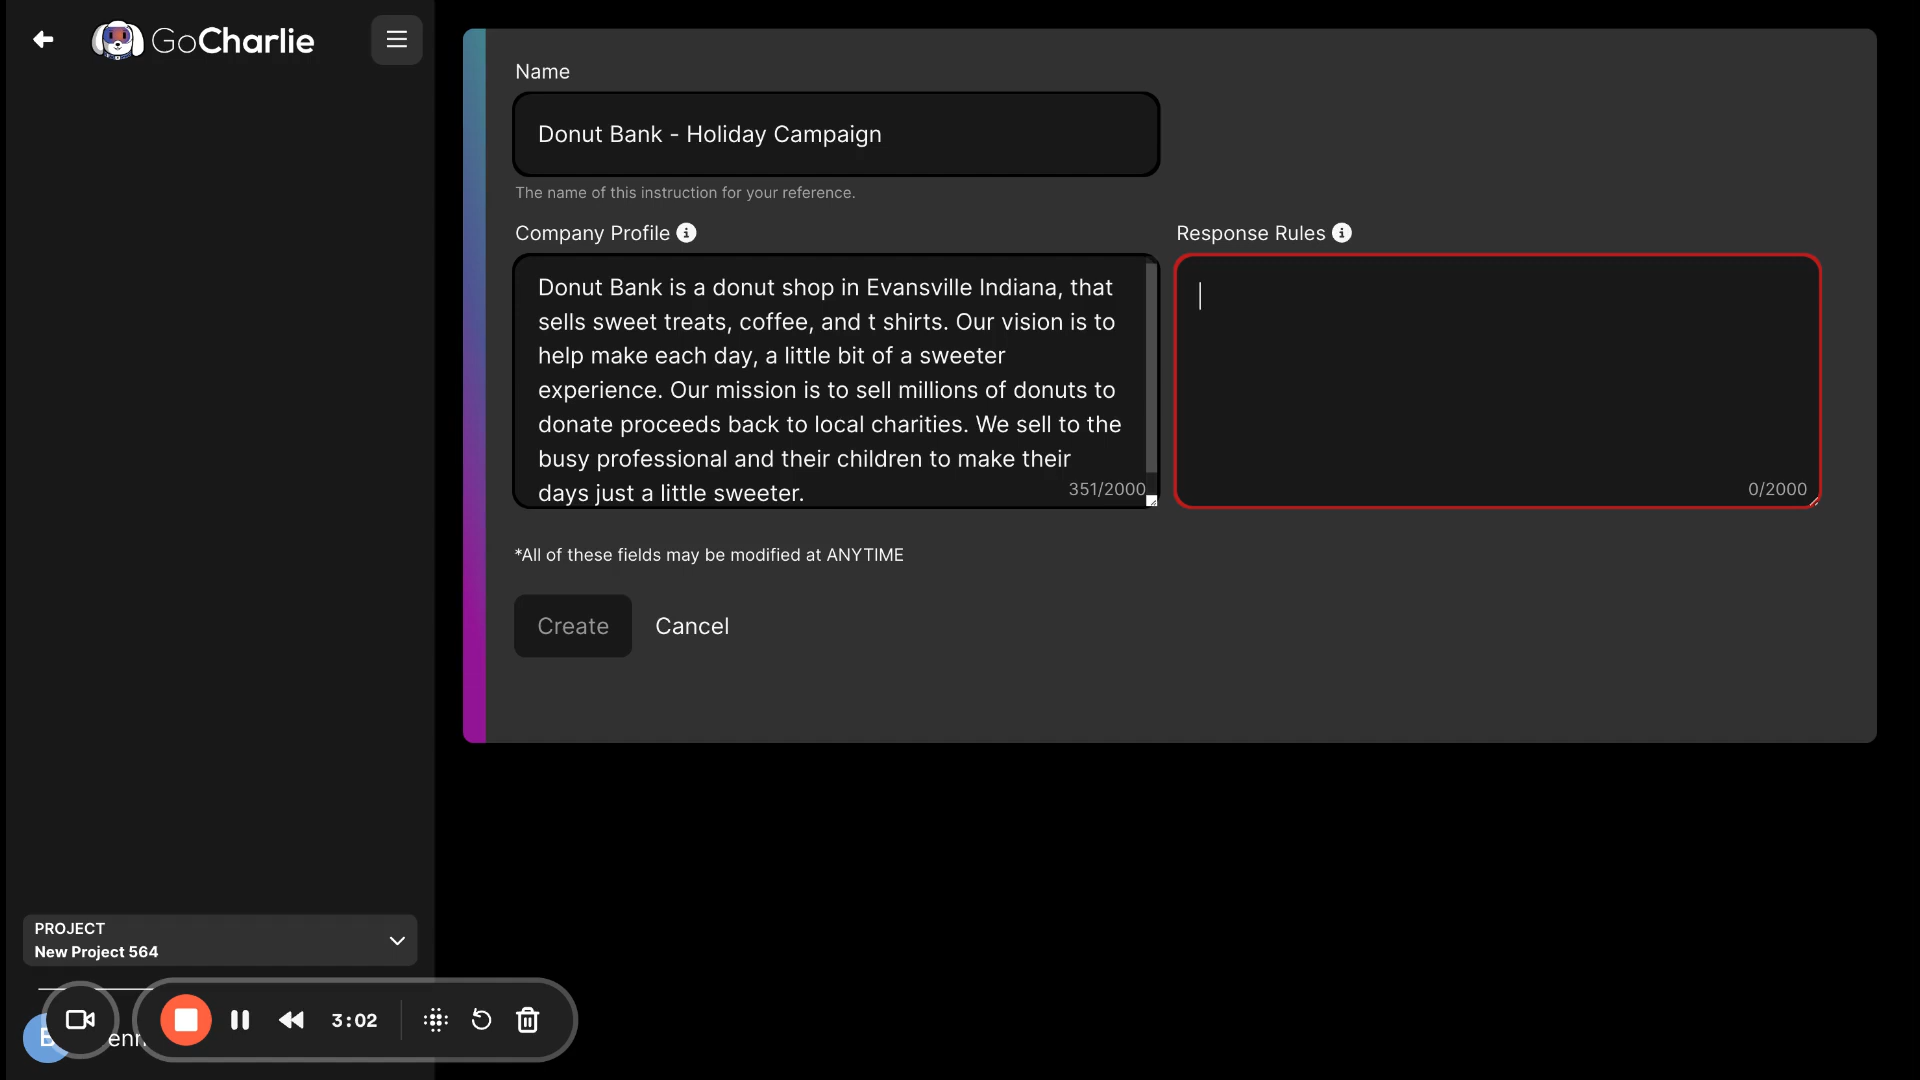 GoCharlie
Name
Donut Bank - Holiday Campaign
The name of this instruction for your reference.
Company Profile
Response Rules
Donut Bank is a donut shop in Evansville Indiana, that
sells sweet treats, coffee, and t shirts. Our vision is to
help make each day, a little bit of a sweeter
experience. Our mission is to sell millions of donuts to
donate proceeds back to local charities. We sell to the
busy professional and their children to make their
days just a little sweeter.
351/2000
0/2000
*All of these fields may be modified at ANYTIME
Create Cancel
PROJECT
New Project 564
3:02